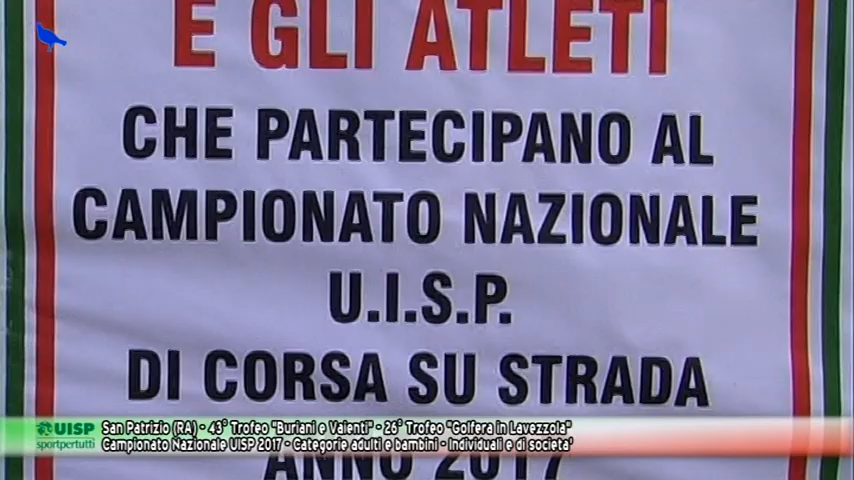 E GLI ATLETI
CHE PARTECIPANO AL
CAMPIONATO NAZIONALE
U.I.S.P.
DI CORSA SU STRADA
UISP
sportpertutti
San Patrizio (RA) - 43° Trofeo "Buriani e Valenti" - 26° Trofeo "Golfera in Lavezzola"
Campionato Nazionale UISP 2017 - Categorie adulti e bambini - Individuali e di societa'
ANNO 2017